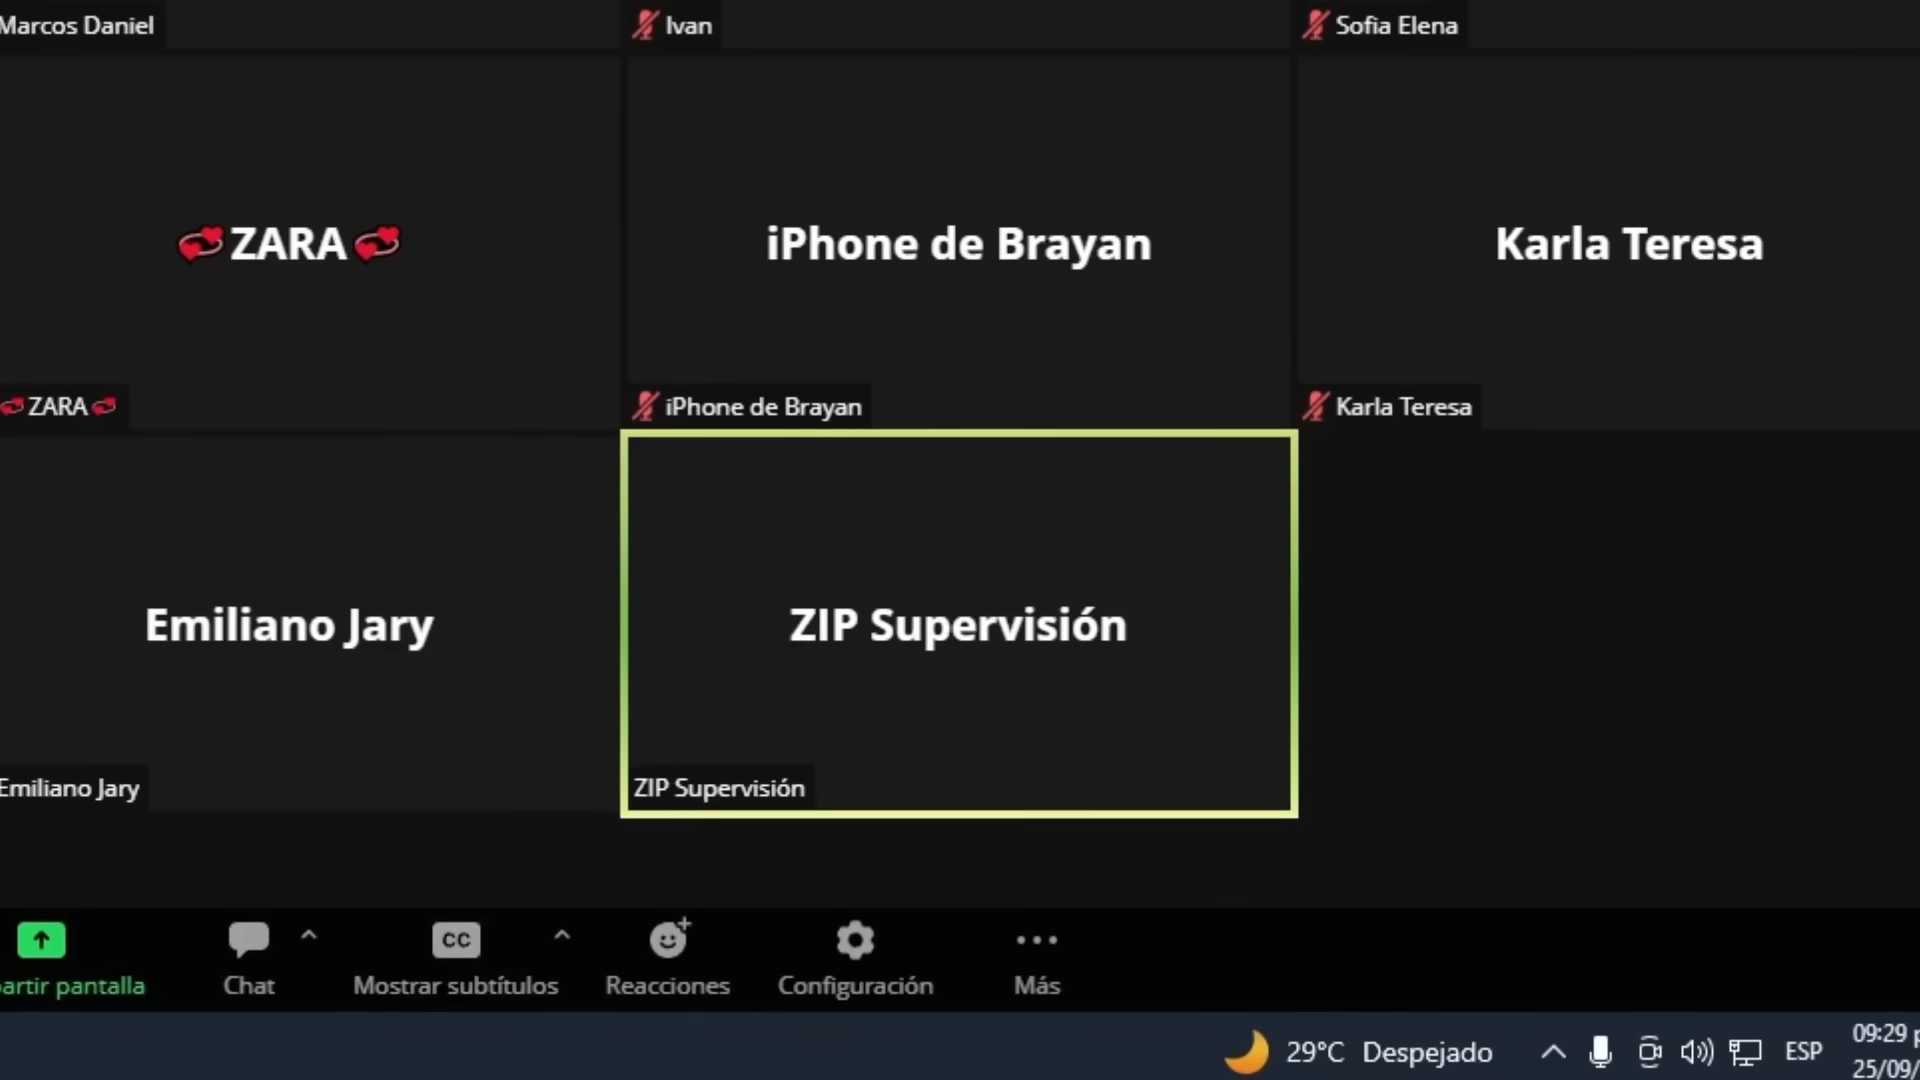 Marcos Daniel
Ivan
Sofia Elena
💞ZARA💞
iPhone de Brayan
Karla Teresa
💞ZARA💞
iPhone de Brayan
Karla Teresa
Emiliano Jary
ZIP Supervisión
Emiliano Jary
ZIP Supervisión
CC
artir pantalla
Chat
Mostrar subtítulos
Reacciones
Configuración
Más
29°C Despejado
ESP
09:29 p
25/09/